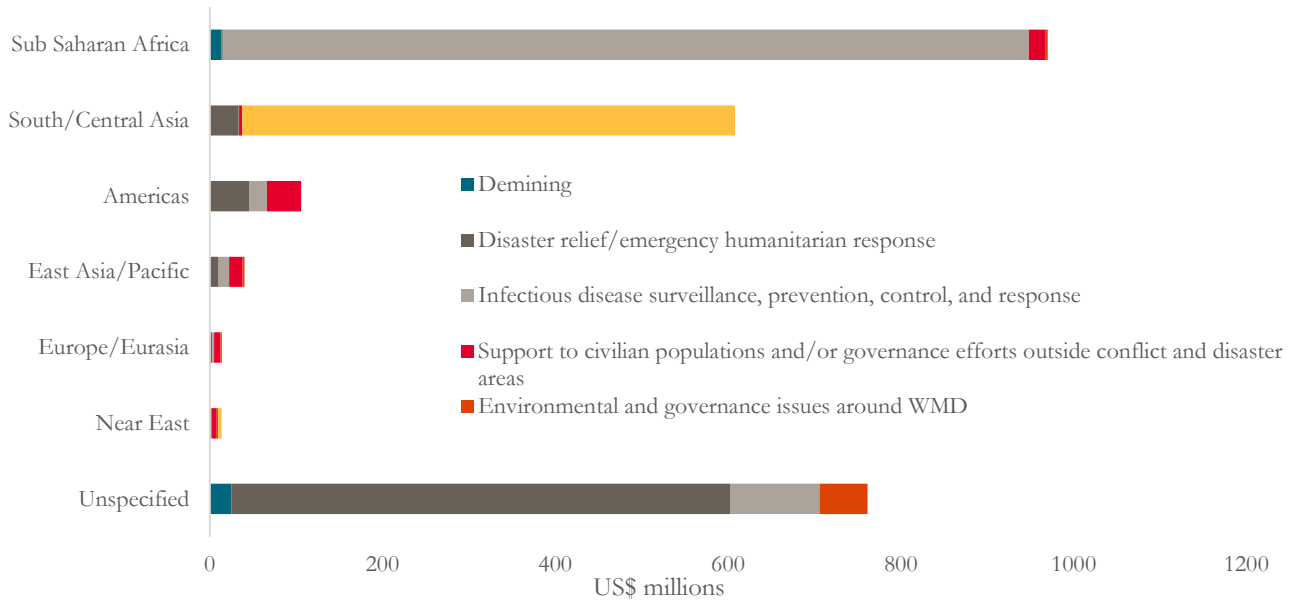 Sub Saharan Africa
South/Central Asia
Americas
East Asia/Pacific
Europe/Eurasia
Near East
Unspecified
Demining
Disaster relief/emergency humanitarian response
Infectious disease surveillance, prevention, control, and response
Support to civilian populations and/or governance efforts outside conflict and disaster
areas
Environmental and governance issues around WMD
0 200 400 600 800 1000 1200
US$ millions